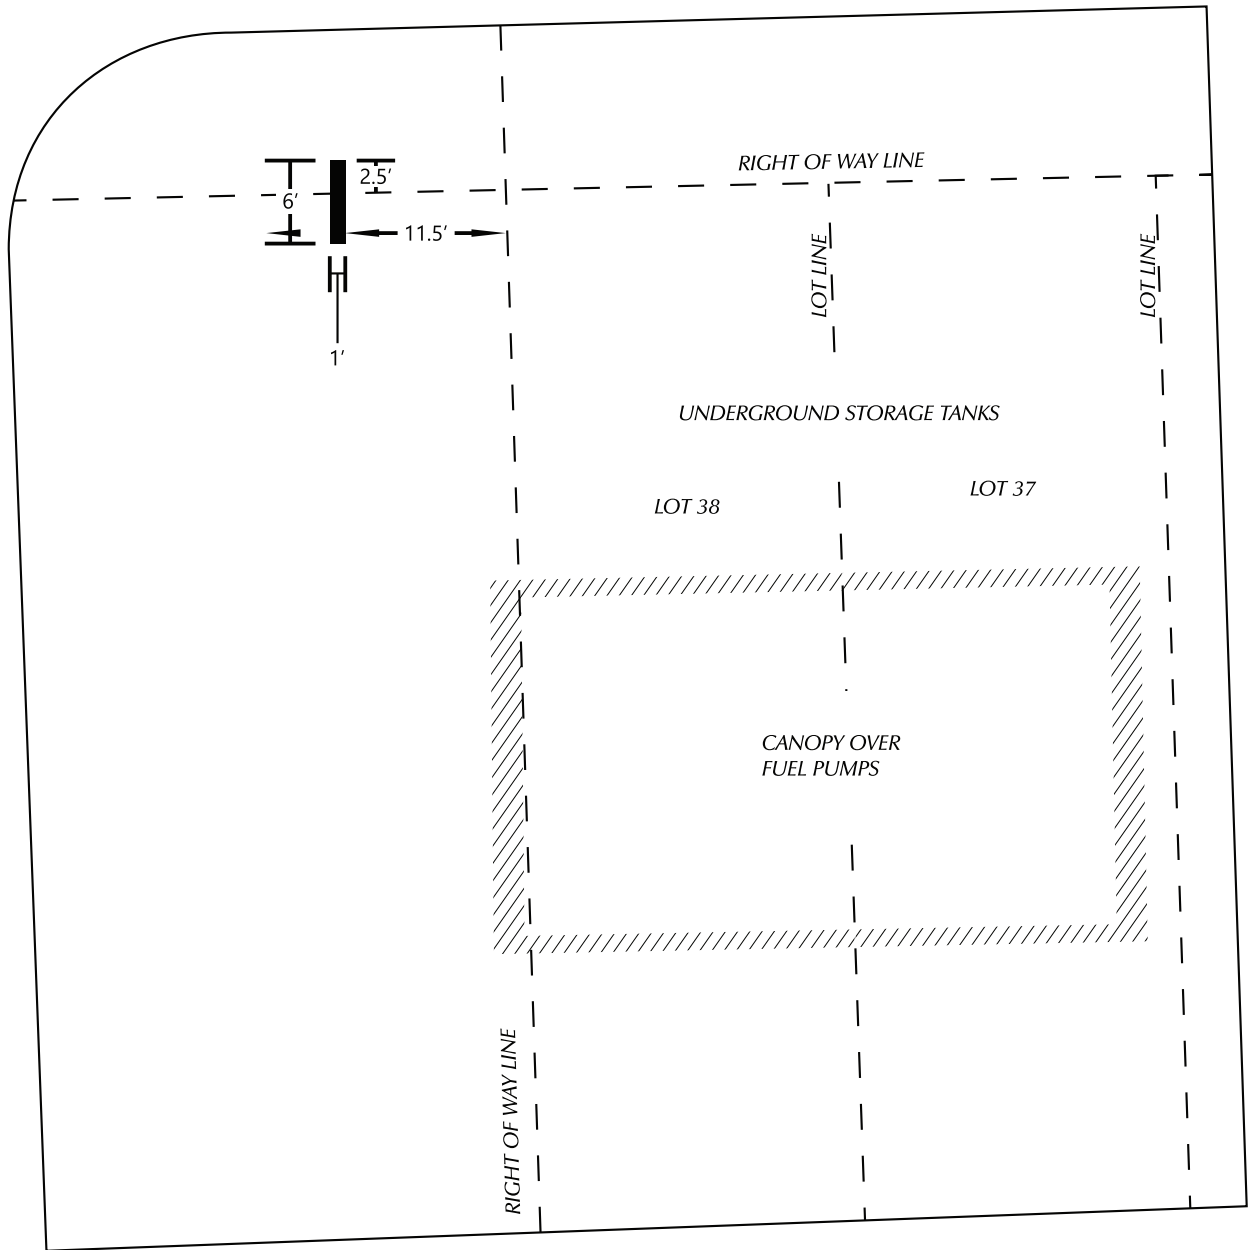 RIGHT OF WAY LINE
2.5'
6'
11.5'
LOT LINE
LOT LINE
1'
UNDERGROUND STORAGE TANKS
LOT 37
LOT 38
CANOPY OVER
FUEL PUMPS
RIGHT OF WAY LINE